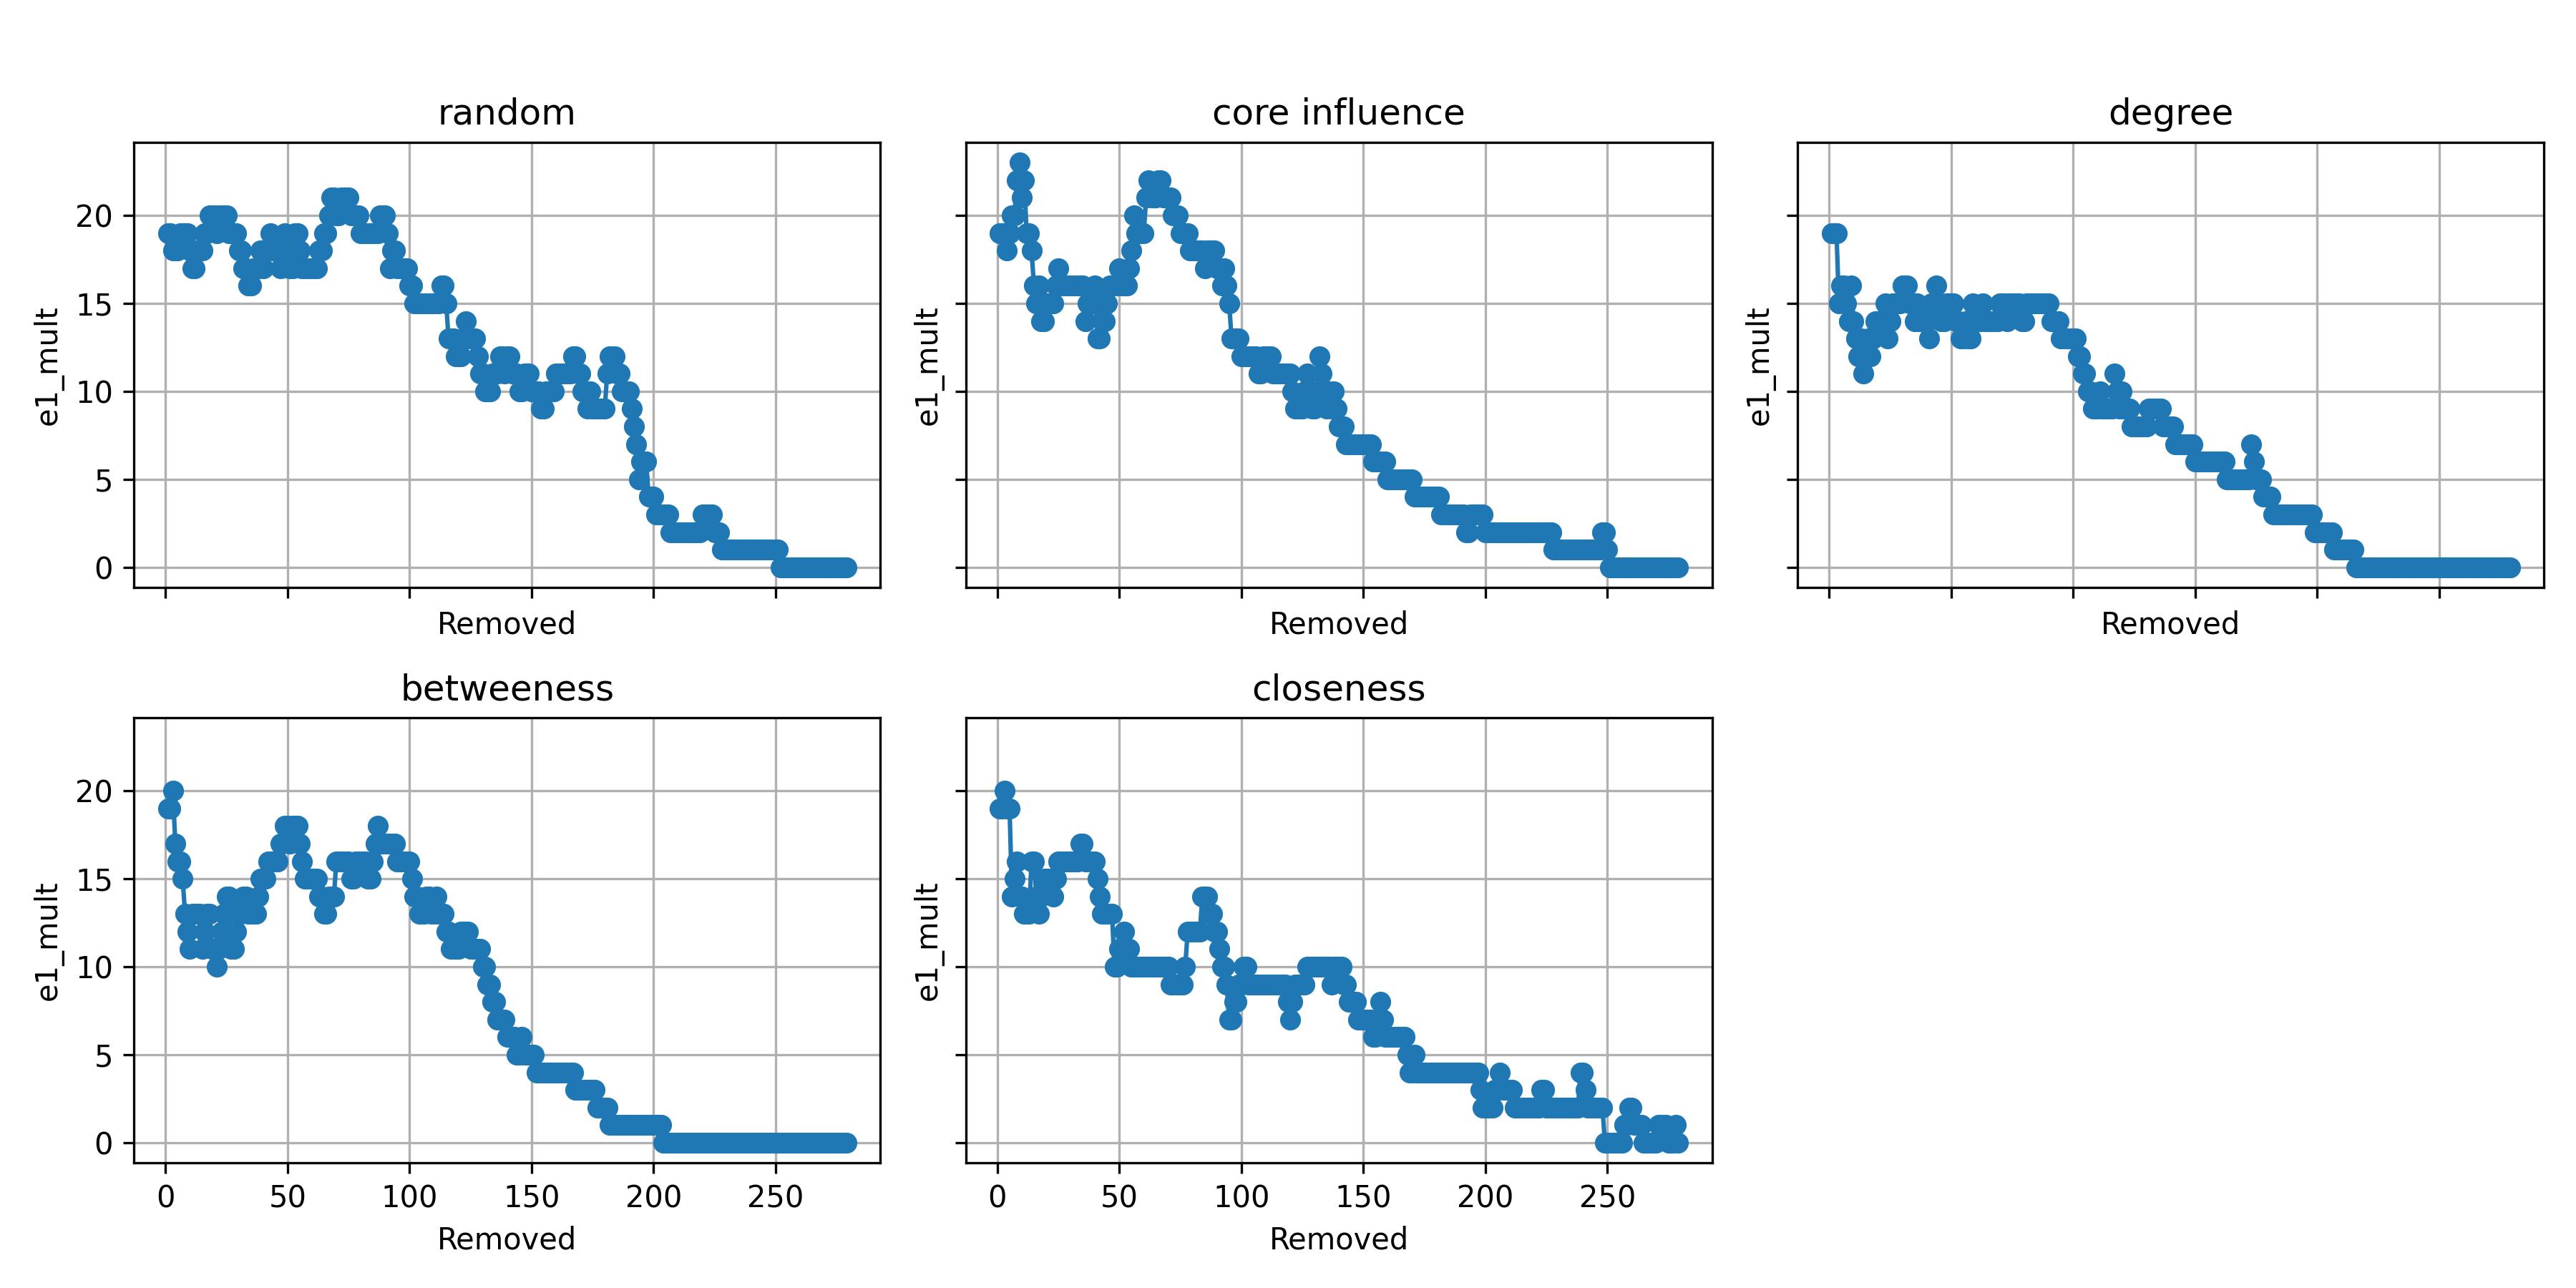 random
core influence
degree
20
15
10
5
0
e1_mult
e1_mult
e1_mult
Removed
Removed
Removed
betweeness
closeness
20
15
10
5
0
e1_mult
e1_mult
0 50 100 150 200 250
0 50 100 150 200 250
Removed
Removed